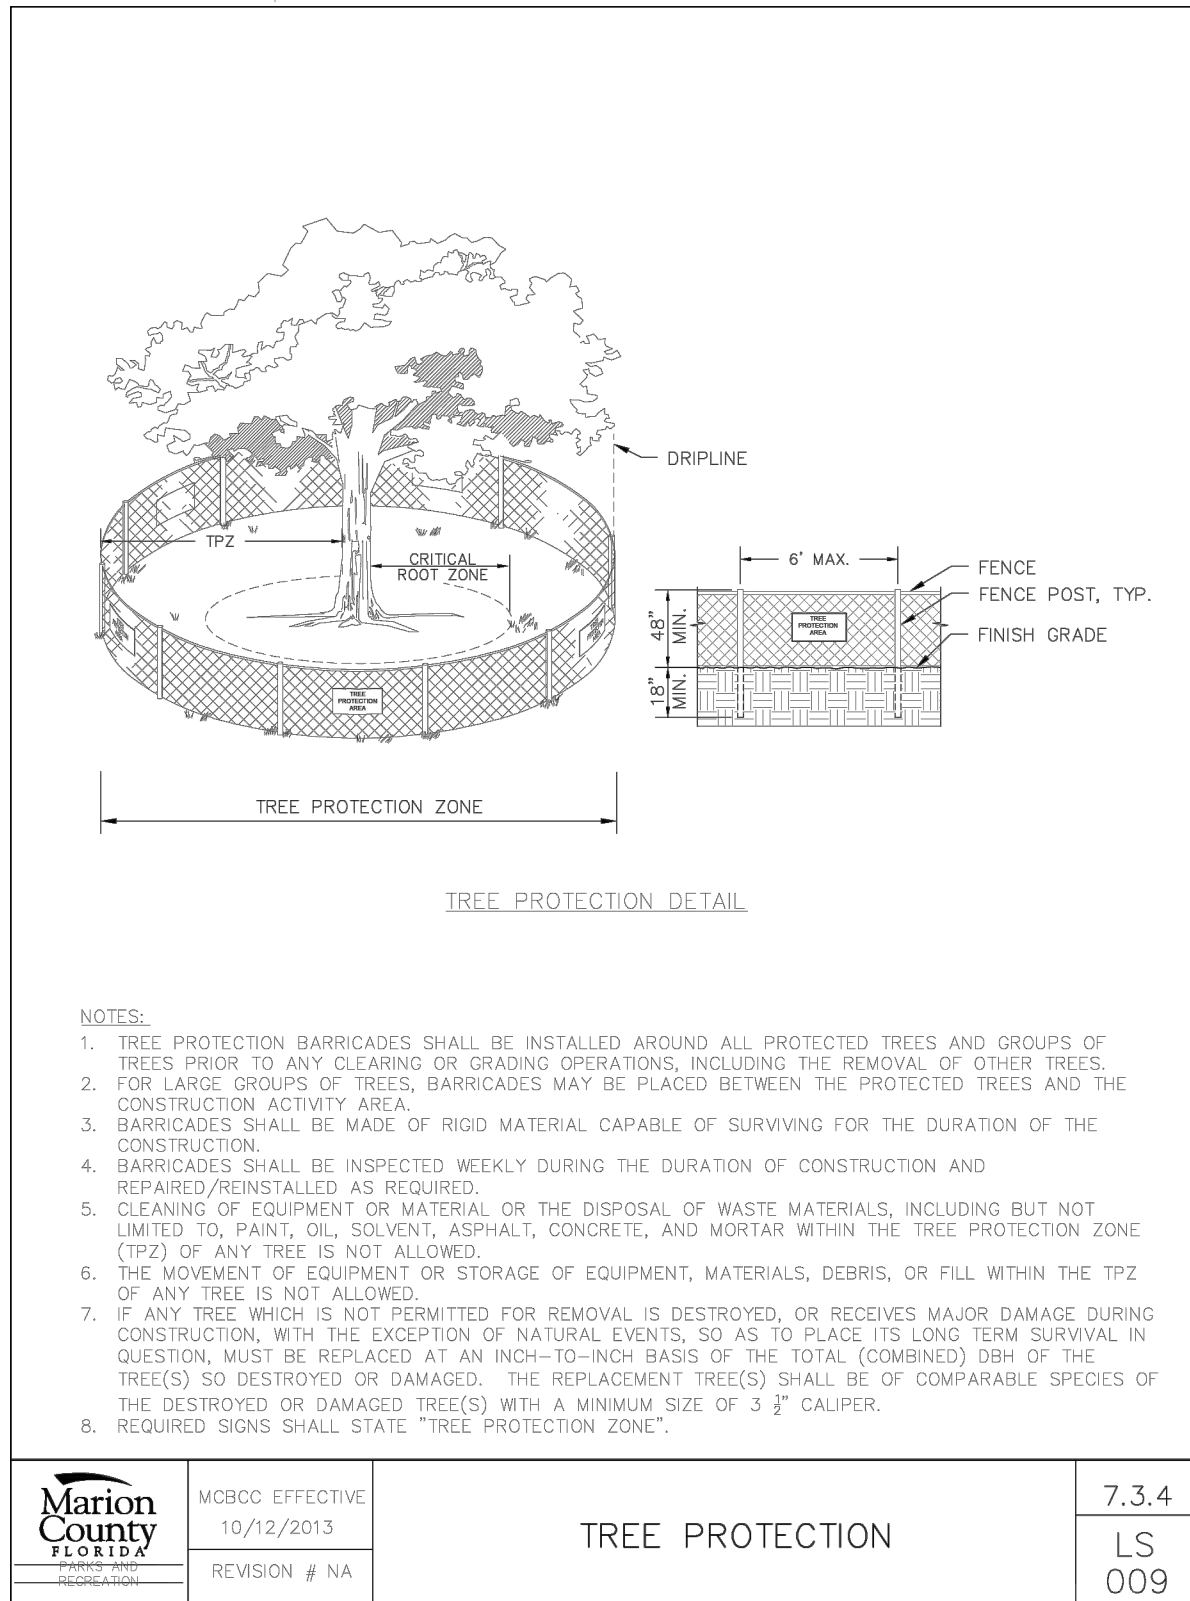 DRIPLINE
TPZ
CRITICAL
ROOT ZONE
6' MAX.
FENCE
FENCE POST, TYP.
FINISH GRADE
48"
MIN.
18"
MIN.
TREE
PROTECTION
AREA
TREE
PROTECTION
AREA
TREE PROTECTION ZONE
TREE PROTECTION DETAIL
NOTES:
1. TREE PROTECTION BARRICADES SHALL BE INSTALLED AROUND ALL PROTECTED TREES AND GROUPS OF
TREES PRIOR TO ANY CLEARING OR GRADING OPERATIONS, INCLUDING THE REMOVAL OF OTHER TREES.
2. FOR LARGE GROUPS OF TREES, BARRICADES MAY BE PLACED BETWEEN THE PROTECTED TREES AND THE
CONSTRUCTION ACTIVITY AREA.
3. BARRICADES SHALL BE MADE OF RIGID MATERIAL CAPABLE OF SURVIVING FOR THE DURATION OF THE
CONSTRUCTION.
4. BARRICADES SHALL BE INSPECTED WEEKLY DURING THE DURATION OF CONSTRUCTION AND
REPAIRED/REINSTALLED AS REQUIRED.
5. CLEANING OF EQUIPMENT OR MATERIAL OR THE DISPOSAL OF WASTE MATERIALS, INCLUDING BUT NOT
LIMITED TO, PAINT, OIL, SOLVENT, ASPHALT, CONCRETE, AND MORTAR WITHIN THE TREE PROTECTION ZONE
(TPZ) OF ANY TREE IS NOT ALLOWED.
6. THE MOVEMENT OF EQUIPMENT OR STORAGE OF EQUIPMENT, MATERIALS, DEBRIS, OR FILL WITHIN THE TPZ
OF ANY TREE IS NOT ALLOWED.
7. IF ANY TREE WHICH IS NOT PERMITTED FOR REMOVAL IS DESTROYED, OR RECEIVES MAJOR DAMAGE DURING
CONSTRUCTION, WITH THE EXCEPTION OF NATURAL EVENTS, SO AS TO PLACE ITS LONG TERM SURVIVAL IN
QUESTION, MUST BE REPLACED AT AN INCH-TO-INCH BASIS OF THE TOTAL (COMBINED) DBH OF THE
TREE(S) SO DESTROYED OR DAMAGED. THE REPLACEMENT TREE(S) SHALL BE OF COMPARABLE SPECIES OF
THE DESTROYED OR DAMAGED TREE(S) WITH A MINIMUM SIZE OF 3 ½" CALIPER.
8. REQUIRED SIGNS SHALL STATE "TREE PROTECTION ZONE".
Marion
County
FLORIDA
PARKS AND
RECREATION
MCBCC EFFECTIVE
10/12/2013
REVISION # NA
TREE PROTECTION
7.3.4
LS
009